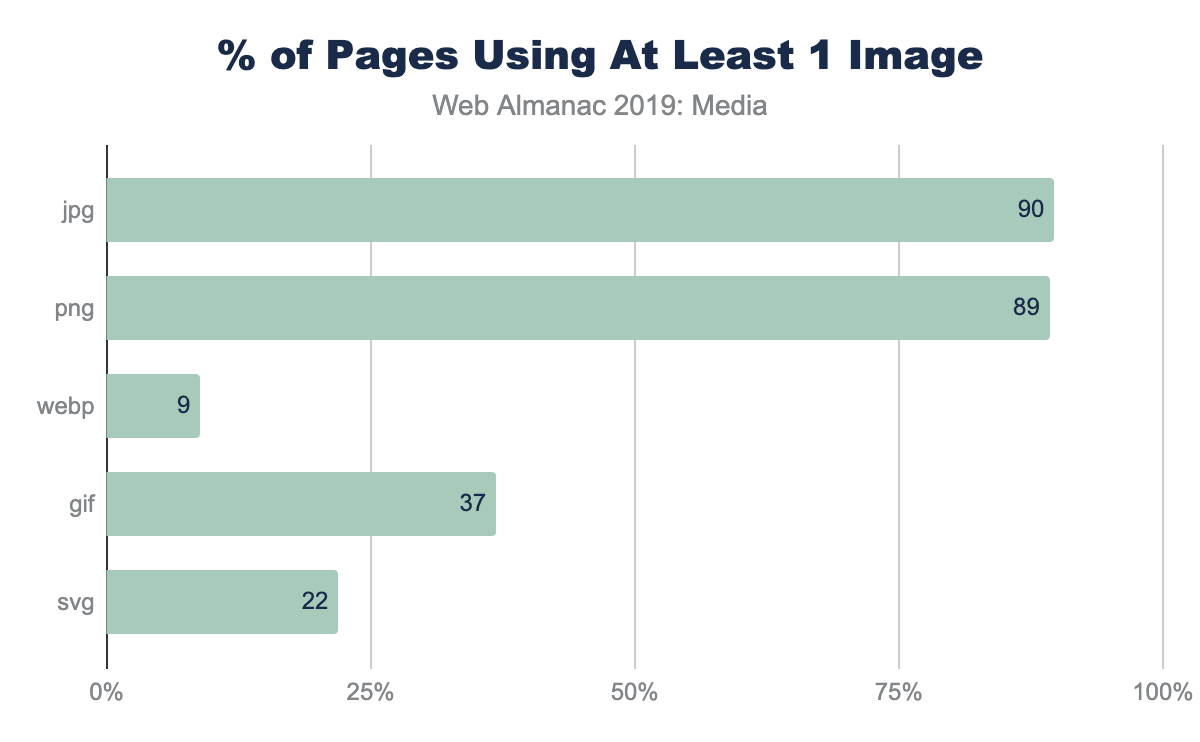 % of Pages Using At Least 1 Image
Web Almanac 2019: Media
jpg 90
png 89
webp 9
gif 37
svg 22
0% 25% 50% 75% 100%